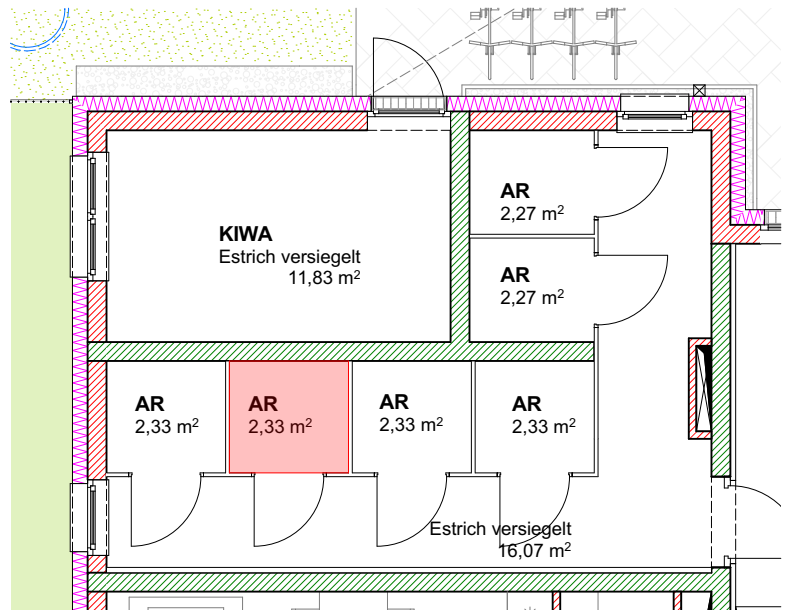 AR
2,27 m²
KIWA
Estrich versiegelt
11,83 m²
AR
2,27 m²
AR
2,33 m²
AR
2,33 m²
AR
2,33 m²
AR
2,33 m²
Estrich versiegelt
16,07 m²